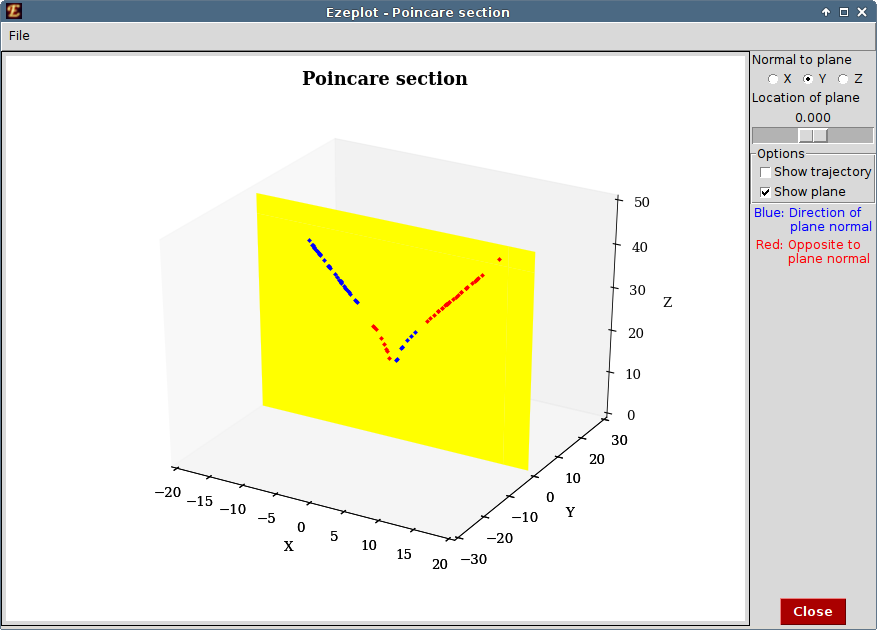 Ezeplot - Poincare section
File
Poincare section
50
40
30
20
10
0
Z
30
20
10
0
−10
−20
−30
Y
−20
−15
−10
−5
0
5
10
15
20
X
Normal to plane
X Y Z
Location of plane
0.000
Options
Show trajectory
Show plane
Blue: Direction of
plane normal
Red: Opposite to
plane normal
Close